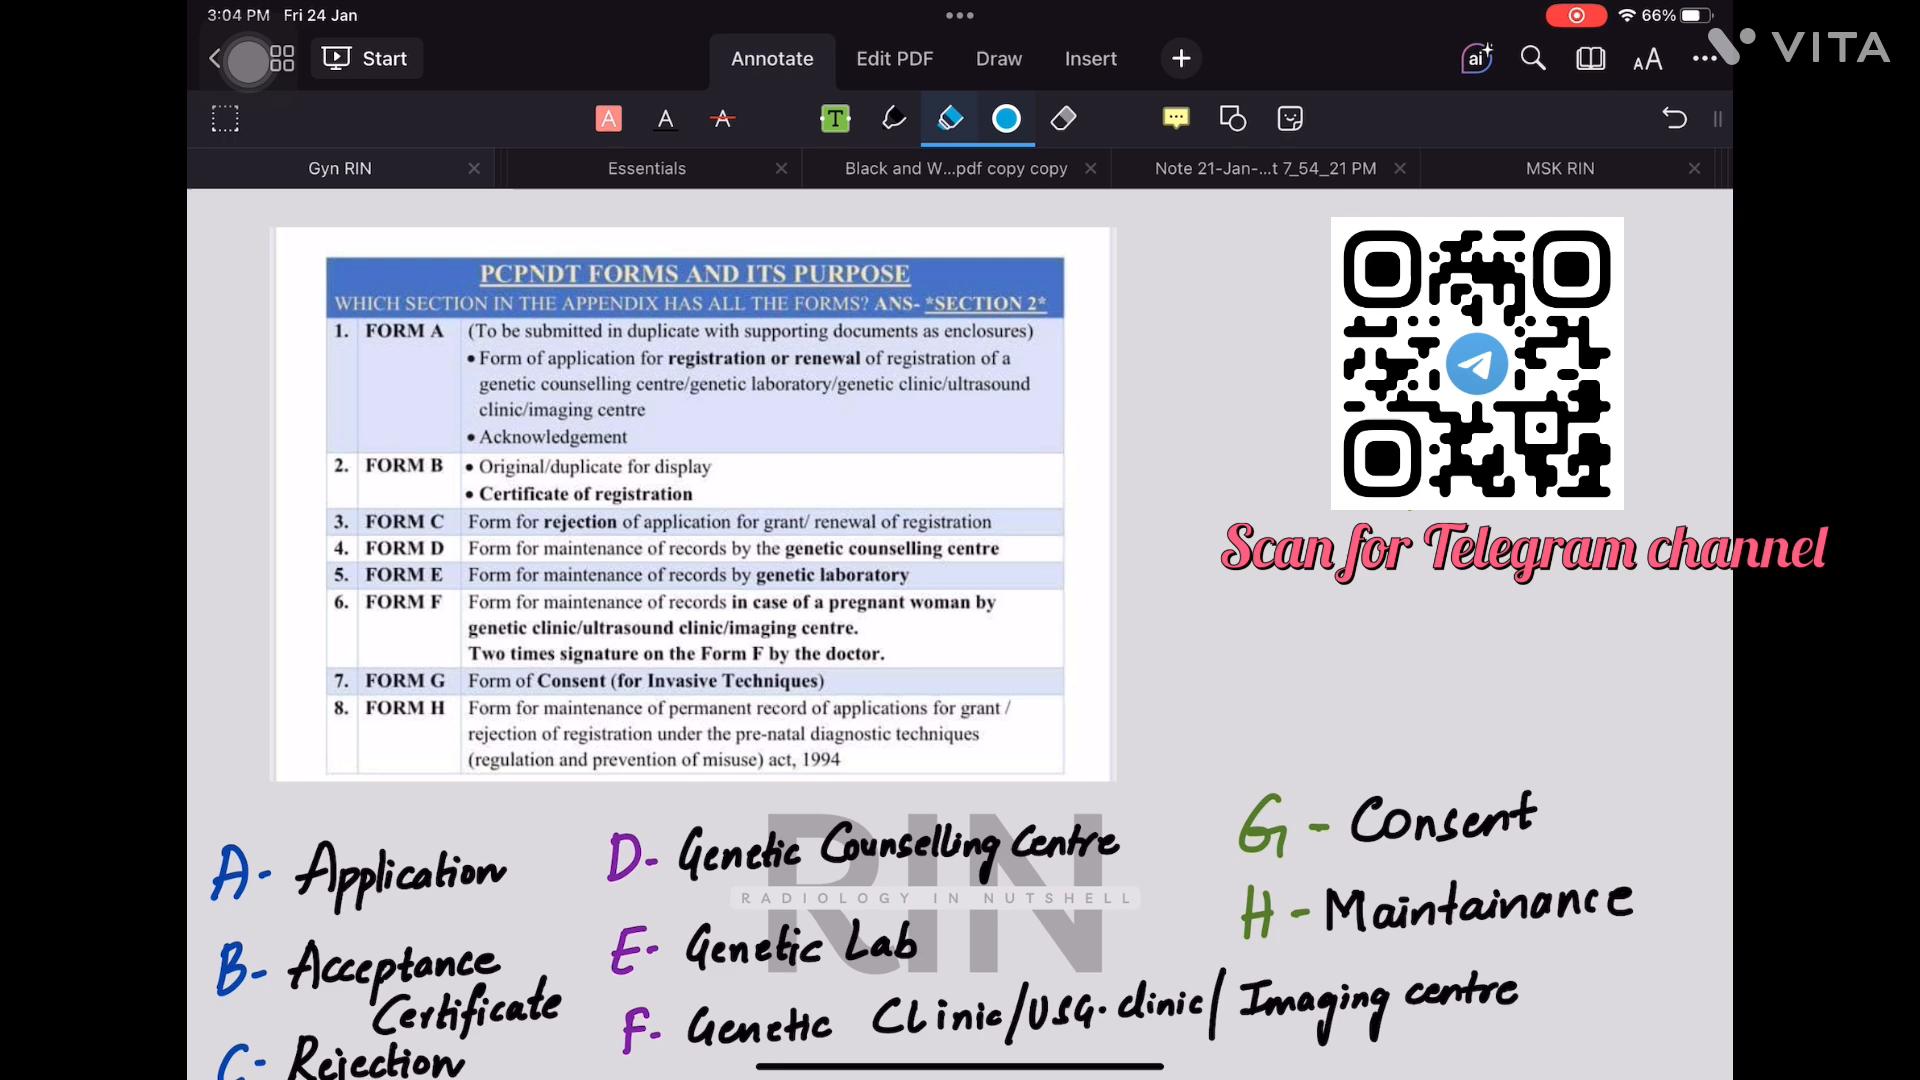 3:04 PM Fri 24 Jan
66%
VITA
Start
Annotate
Edit PDF
Draw
Insert
ai
AA
A
A
A
T
Gyn RIN
Essentials
Black and W...pdf copy copy
Note 21-Jan-...t 7_54_21 PM
MSK RIN
PCPNDT FORMS AND ITS PURPOSE
WHICH SECTION IN THE APPENDIX HAS ALL THE FORMS? ANS- *SECTION 2*
1. FORM A (To be submitted in duplicate with supporting documents as enclosures)
• Form of application for registration or renewal of registration of a
genetic counselling centre/genetic laboratory/genetic clinic/ultrasound
clinic/imaging centre
• Acknowledgement
2. FORM B • Original/duplicate for display
• Certificate of registration
3. FORM C Form for rejection of application for grant/ renewal of registration
4. FORM D Form for maintenance of records by the genetic counselling centre
5. FORM E Form for maintenance of records by genetic laboratory
6. FORM F Form for maintenance of records in case of a pregnant woman by
genetic clinic/ultrasound clinic/imaging centre.
Two times signature on the Form F by the doctor.
7. FORM G Form of Consent (for Invasive Techniques)
8. FORM H Form for maintenance of permanent record of applications for grant /
rejection of registration under the pre-natal diagnostic techniques
(regulation and prevention of misuse) act, 1994
Scan for Telegram channel
A- Application
B- Acceptance
Certificate
C- Rejection
D- Genetic Counselling Centre
E- Genetic Lab
F- Genetic Clinic/USG.clinic/Imaging centre
G - Consent
H - Maintainance
RIN
RADIOLOGY IN NUTSHELL